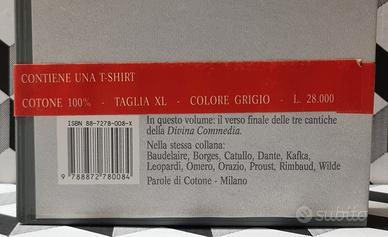 CONTIENE UNA T-SHIRT
COTONE 100% - TAGLIA XL - COLORE GRIGIO - L. 28.000
ISBN 88-7278-008-X
9 788872 780084
In questo volume: il verso finale delle tre cantiche
della Divina Commedia.
Nella stessa collana:
Baudelaire, Borges, Catullo, Dante, Kafka,
Leopardi, Omero, Orazio, Proust, Rimbaud, Wilde
Parole di Cotone - Milano
subito